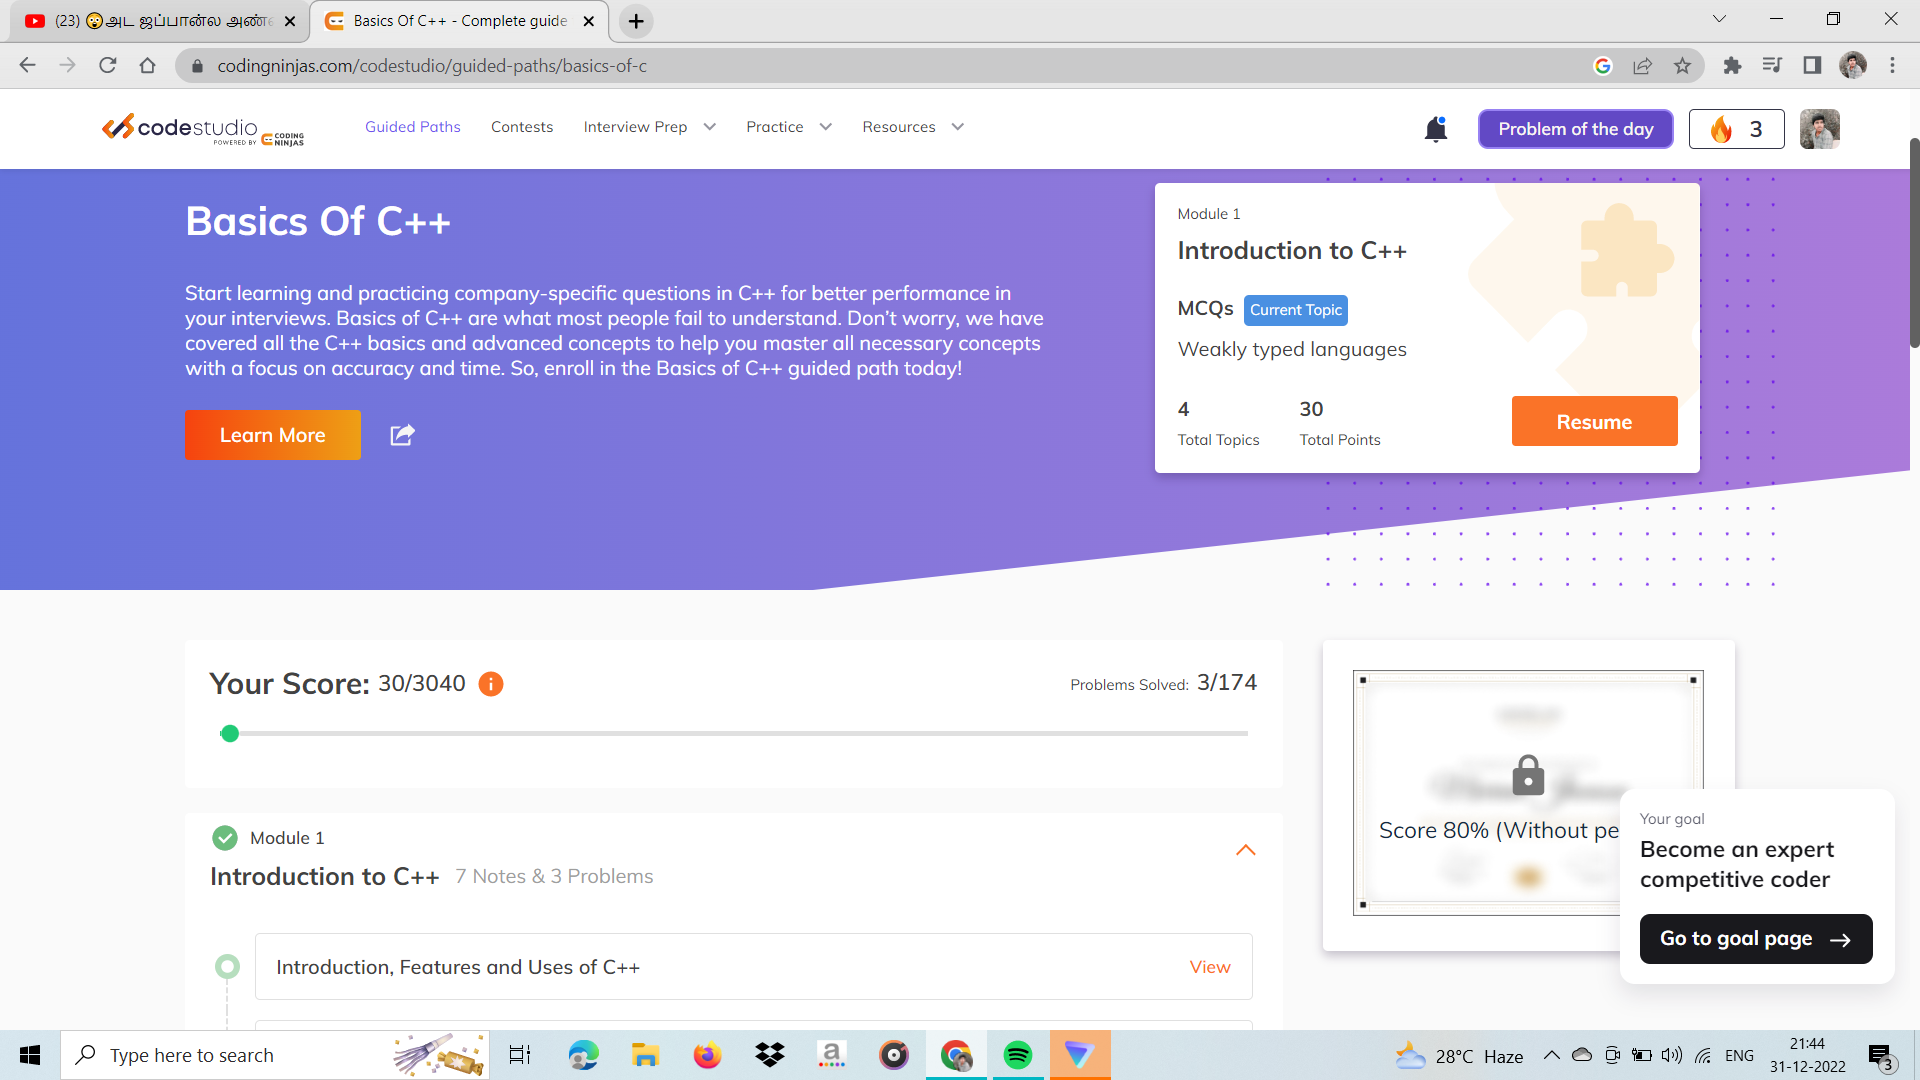 (23) 😲அட ஜப்பான்ல
Basics Of C++ - Complete guide
codingninjas.com/codestudio/guided-paths/basics-of-c
codestudio
POWERED BY CODING NINJAS
Guided Paths
Contests
Interview Prep
Practice
Resources
Problem of the day
3
Basics Of C++
Start learning and practicing company-specific questions in C++ for better performance in
your interviews. Basics of C++ are what most people fail to understand. Don’t worry, we have
covered all the C++ basics and advanced concepts to help you master all necessary concepts
with a focus on accuracy and time. So, enroll in the Basics of C++ guided path today!
Learn More
Module 1
Introduction to C++
MCQs Current Topic
Weakly typed languages
4
Total Topics
30
Total Points
Resume
Your Score: 30/3040
Problems Solved: 3/174
Module 1
Introduction to C++ 7 Notes & 3 Problems
Introduction, Features and Uses of C++
View
Score 80% (Without pe
Your goal
Become an expert
competitive coder
Go to goal page
Type here to search
28°C Haze
ENG
21:44
31-12-2022
3